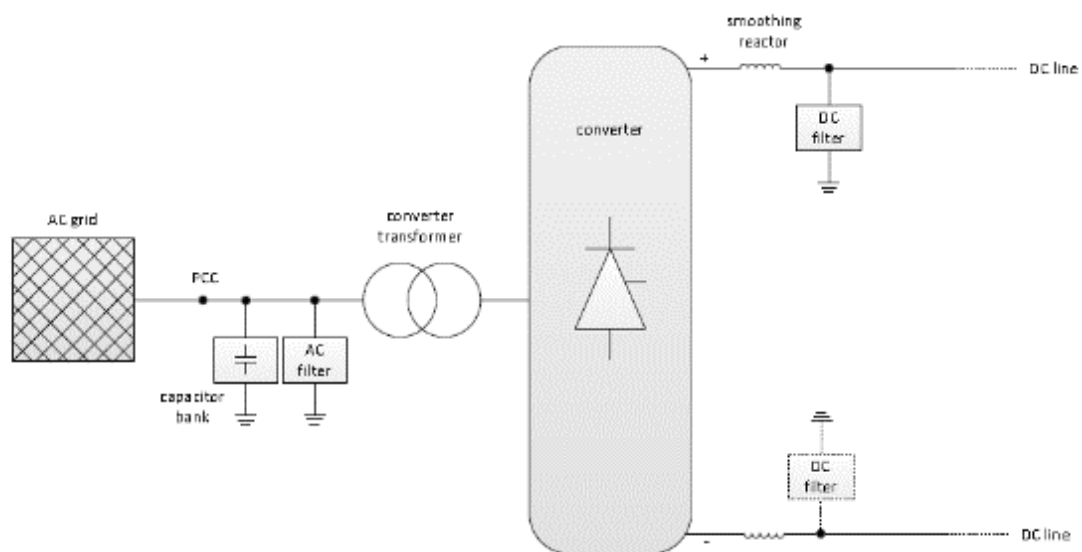 smoothing
reactor
+
DC line
DC
filter
converter
AC grid
converter
transformer
PCC
AC
filter
capacitor
bank
DC
filter
-
DC line